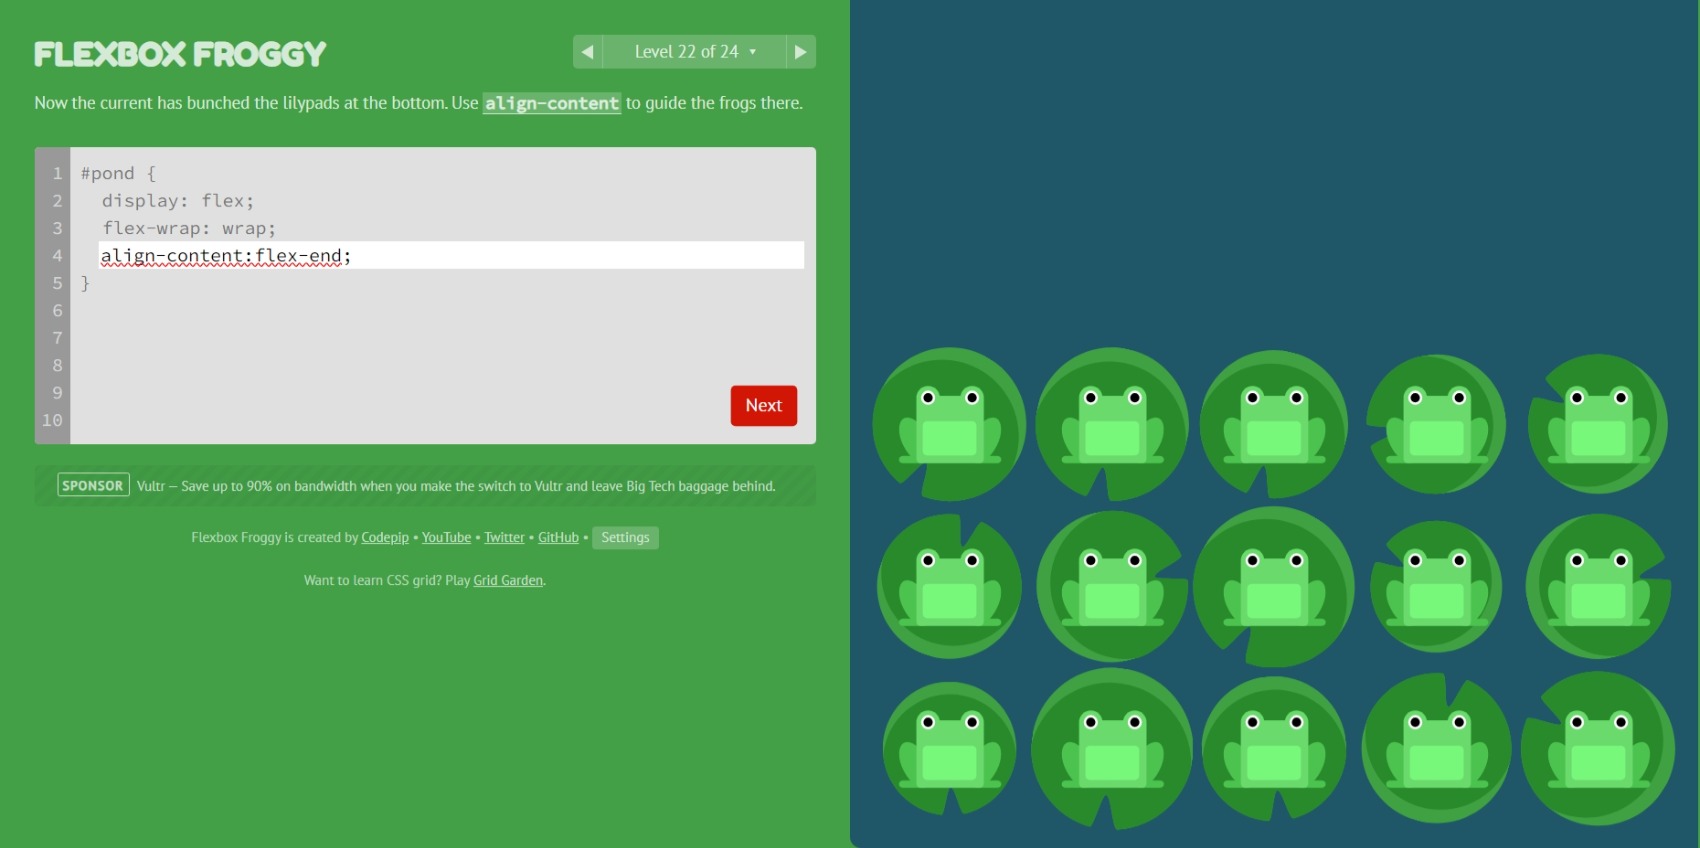 FLEXBOX FROGGY
◀ Level 22 of 24 ▼ ▶
Now the current has bunched the lilypads at the bottom. Use align-content to guide the frogs there.
1 #pond {
2 display: flex;
3 flex-wrap: wrap;
4 align-content:flex-end;
5 }
6
7
8
9
10
Next
SPONSOR Vultr — Save up to 90% on bandwidth when you make the switch to Vultr and leave Big Tech baggage behind.
Flexbox Froggy is created by Codepip • YouTube • Twitter • GitHub • Settings
Want to learn CSS grid? Play Grid Garden.